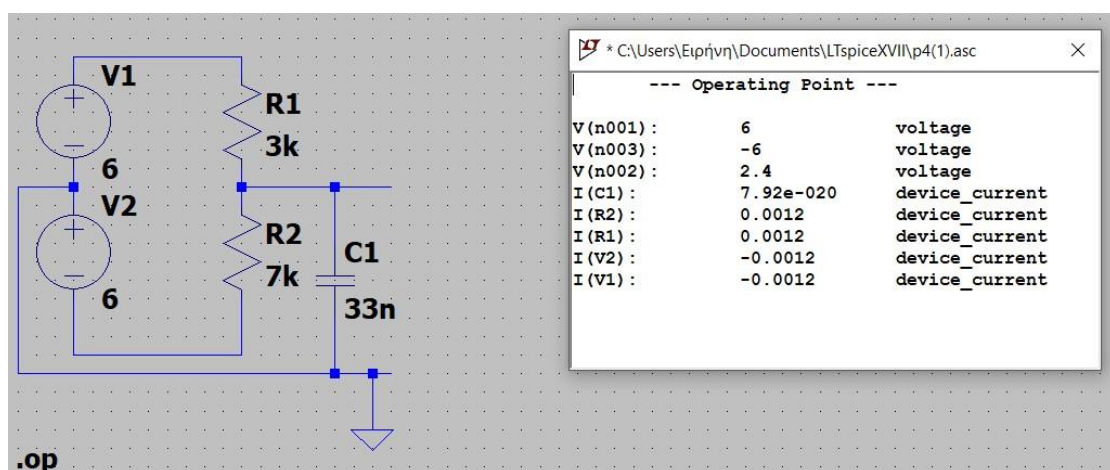 V1
6
V2
6
R1
3k
R2
7k
C1
33n
.op
* C:\Users\Ειρήνη\Documents\LTspiceXVII\p4(1).asc
--- Operating Point ---
V(n001): 6 voltage
V(n003): -6 voltage
V(n002): 2.4 voltage
I(C1): 7.92e-020 device_current
I(R2): 0.0012 device_current
I(R1): 0.0012 device_current
I(V2): -0.0012 device_current
I(V1): -0.0012 device_current